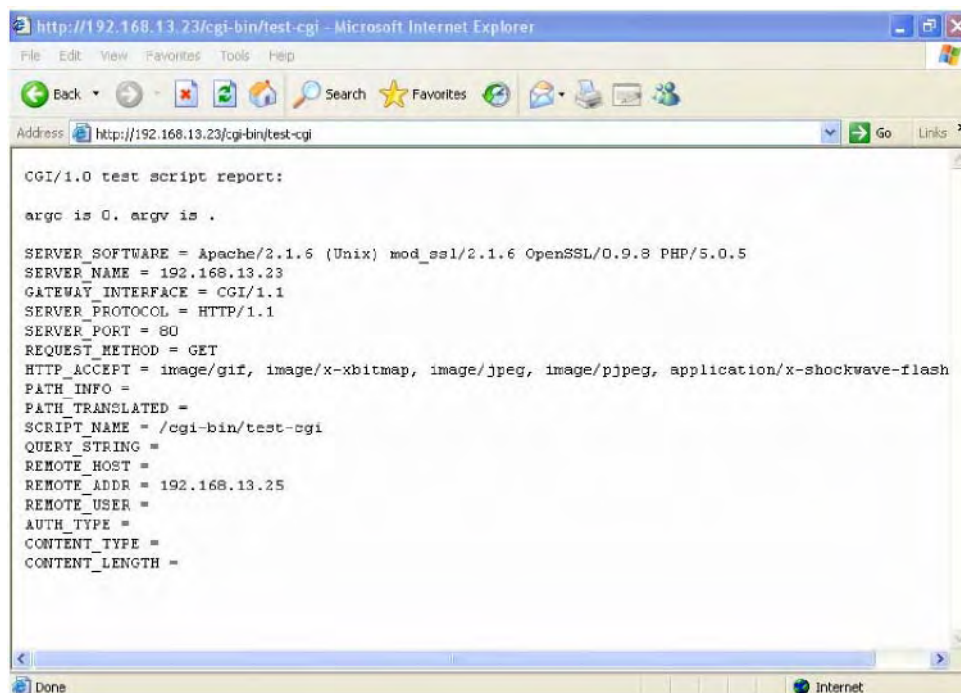 http://192.168.13.23/cgi-bin/test-cgi - Microsoft Internet Explorer
File Edit View Favorites Tools Help
Back Search Favorites
Address http://192.168.13.23/cgi-bin/test-cgi Go Links
CGI/1.0 test script report:
argc is 0. argv is .
SERVER_SOFTWARE = Apache/2.1.6 (Unix) mod_ssl/2.1.6 OpenSSL/0.9.8 PHP/5.0.5
SERVER_NAME = 192.168.13.23
GATEWAY_INTERFACE = CGI/1.1
SERVER_PROTOCOL = HTTP/1.1
SERVER_PORT = 80
REQUEST_METHOD = GET
HTTP_ACCEPT = image/gif, image/x-xbitmap, image/jpeg, image/pjpeg, application/x-shockwave-flash
PATH_INFO =
PATH_TRANSLATED =
SCRIPT_NAME = /cgi-bin/test-cgi
QUERY_STRING =
REMOTE_HOST =
REMOTE_ADDR = 192.168.13.25
REMOTE_USER =
AUTH_TYPE =
CONTENT_TYPE =
CONTENT_LENGTH =
Done Internet